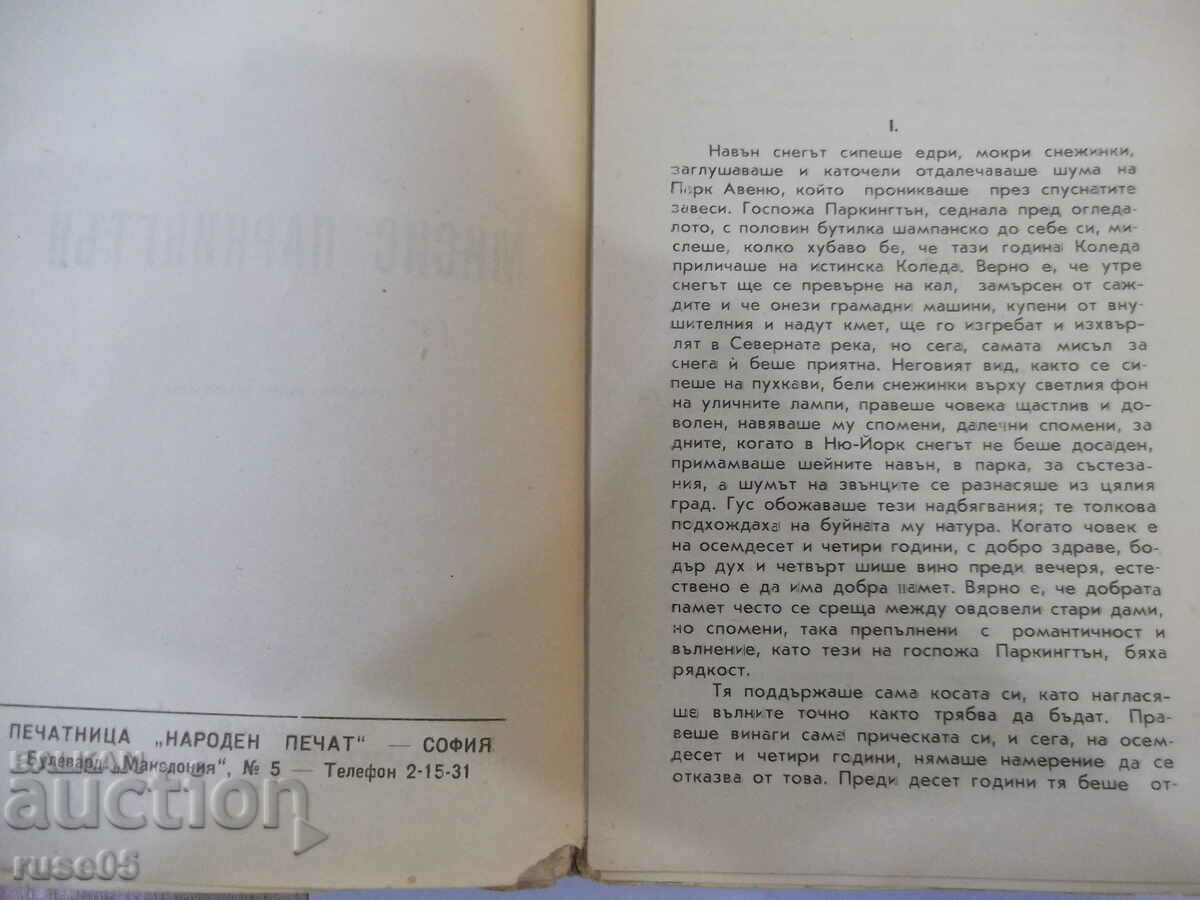 МИСИС ПАРКИНГТЪН
ПЕЧАТНИЦА „НАРОДЕН ПЕЧАТ" — СОФИЯ
Булевард „Македония", № 5 — Телефон 2-15-31
BALKAN
auction
ruse05
I.
Навън снегът сипеше едри, мокри снежинки,
заглушаваше и каточели отдалечаваше шума на
Парк Авеню, който проникваше през спуснатите
завеси. Госпожа Паркингтън, седнала пред огледа-
лото, с половин бутилка шампанско до себе си, ми-
слеше, колко хубаво бе, че тази година Коледа
приличаше на истинска Коледа. Верно е, че утре
снегът ще се превърне на кал, замърсен от саж-
дите и че онези грамадни машини, купени от вну-
шителния и надут кмет, ще го изгребат и изхвър-
лят в Северната река, но сега, самата мисъл за
снега ѝ беше приятна. Неговият вид, както се си-
пеше на пухкави, бели снежинки върху светлия фон
на уличните лампи, правеше човека щастлив и до-
волен, навяваше му спомени, далечни спомени, за
дните, когато в Ню-Йорк снегът не беше досаден,
примамваше шейните навън, в парка, за състеза-
ния, а шумът на звънците се разнасяше из цялия
град. Гус обожаваше тези надбягвания; те толкова
подхождаха на буйната му натура. Когато човек е
на осемдесет и четири години, с добро здраве, бо-
дър дух и четвърт шише вино преди вечеря, есте-
ствено е да има добра памет. Вярно е, че добрата
памет често се среща между овдовели стари дами,
но спомени, така препълнени с романтичност и
вълнение, като тези на госпожа Паркингтън, бяха
рядкост.
Тя поддържаше сама косата си, като нагласяше
ше вълните точно както трябва да бъдат. Пра-
веше винаги сама прическата си, и сега, на осем-
десет и четири години, нямаше намерение да се
отказва от това. Преди десет години тя беше от-